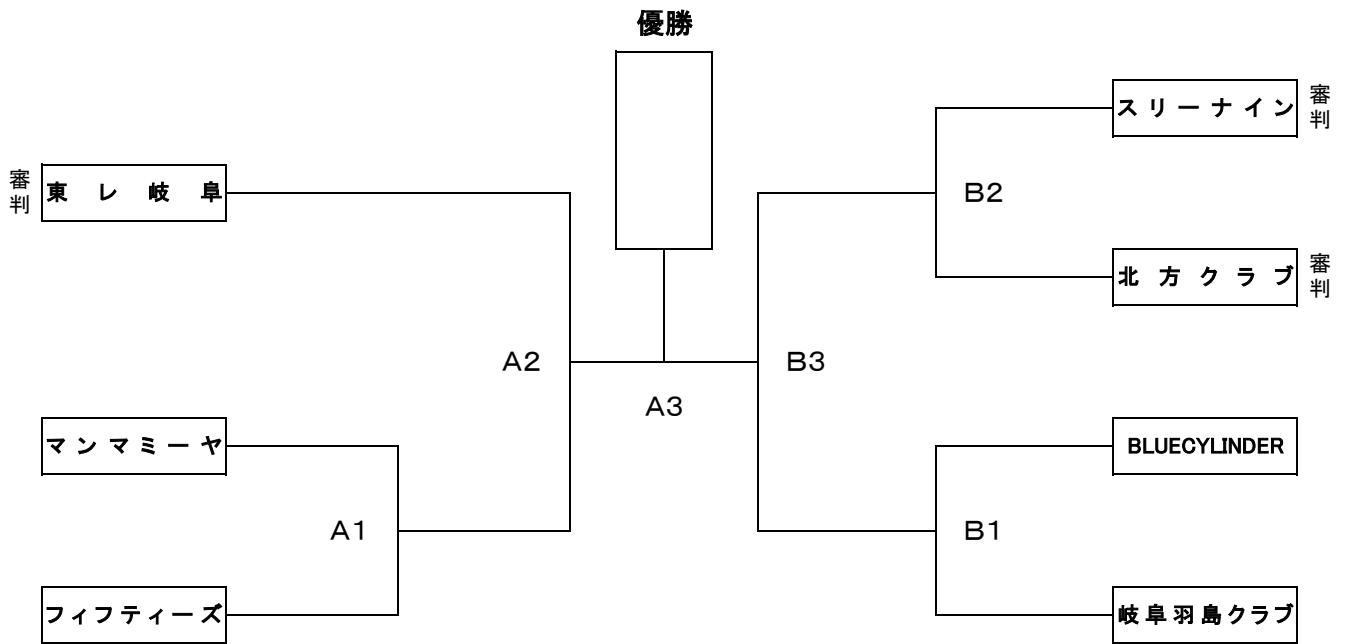 優勝
審判
東レ岐阜
マンマミーヤ
フィフティーズ
A1
A2
A3
B3
B2
B1
スリーナイン
審判
北方クラブ
審判
BLUECYLINDER
岐阜羽島クラブ